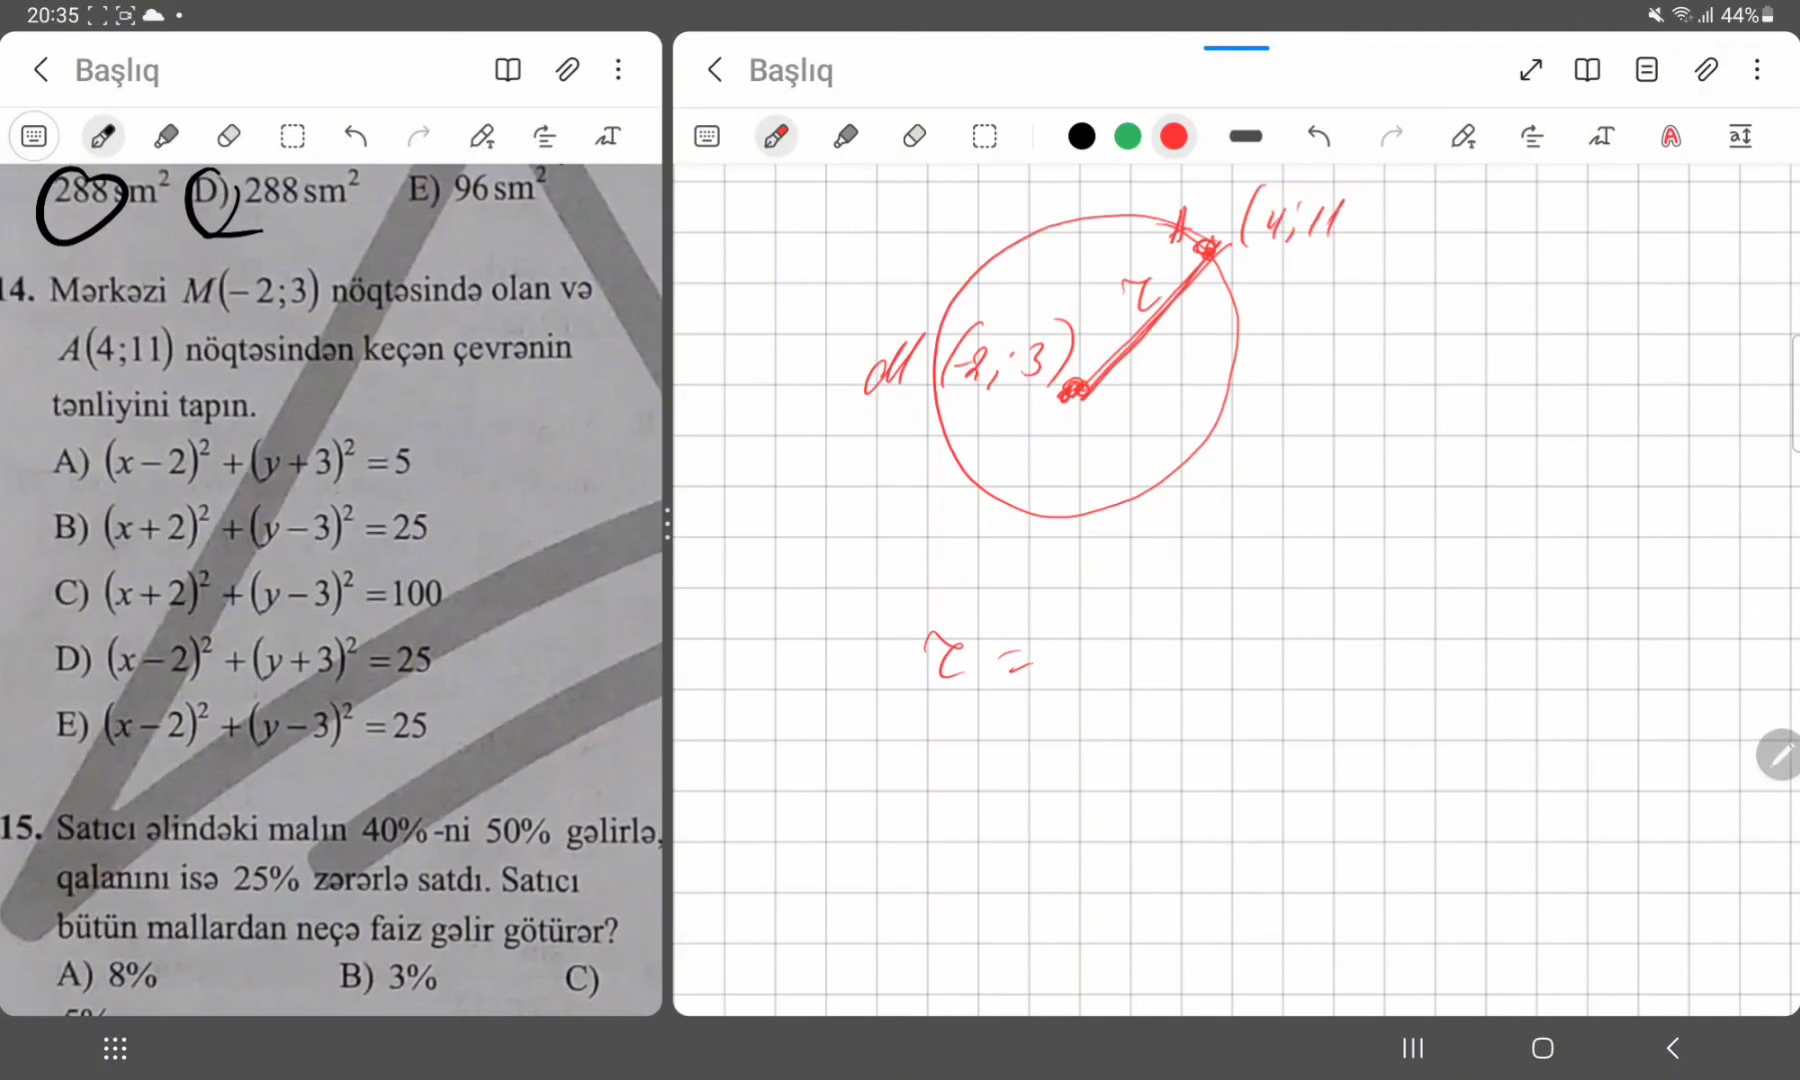 20:35
44%
Başlıq
Başlıq
288 sm² D) 288 sm² E) 96 sm²
14. Mərkəzi M(−2;3) nöqtəsində olan və
A(4;11) nöqtəsindən keçən çevrənin
tənliyini tapın.
A) (x−2)² +(y+3)² =5
B) (x+2)² +(y−3)² =25
C) (x+2)² +(y−3)² =100
D) (x−2)² +(y+3)² =25
E) (x−2)² +(y−3)² =25
15. Satıcı əlindəki malın 40%-ni 50% gəlirlə,
qalanını isə 25% zərərlə satdı. Satıcı
bütün mallardan neçə faiz gəlir götürər?
A) 8% B) 3% C)
5%
A (4;11
r
M (-2;3)
r =